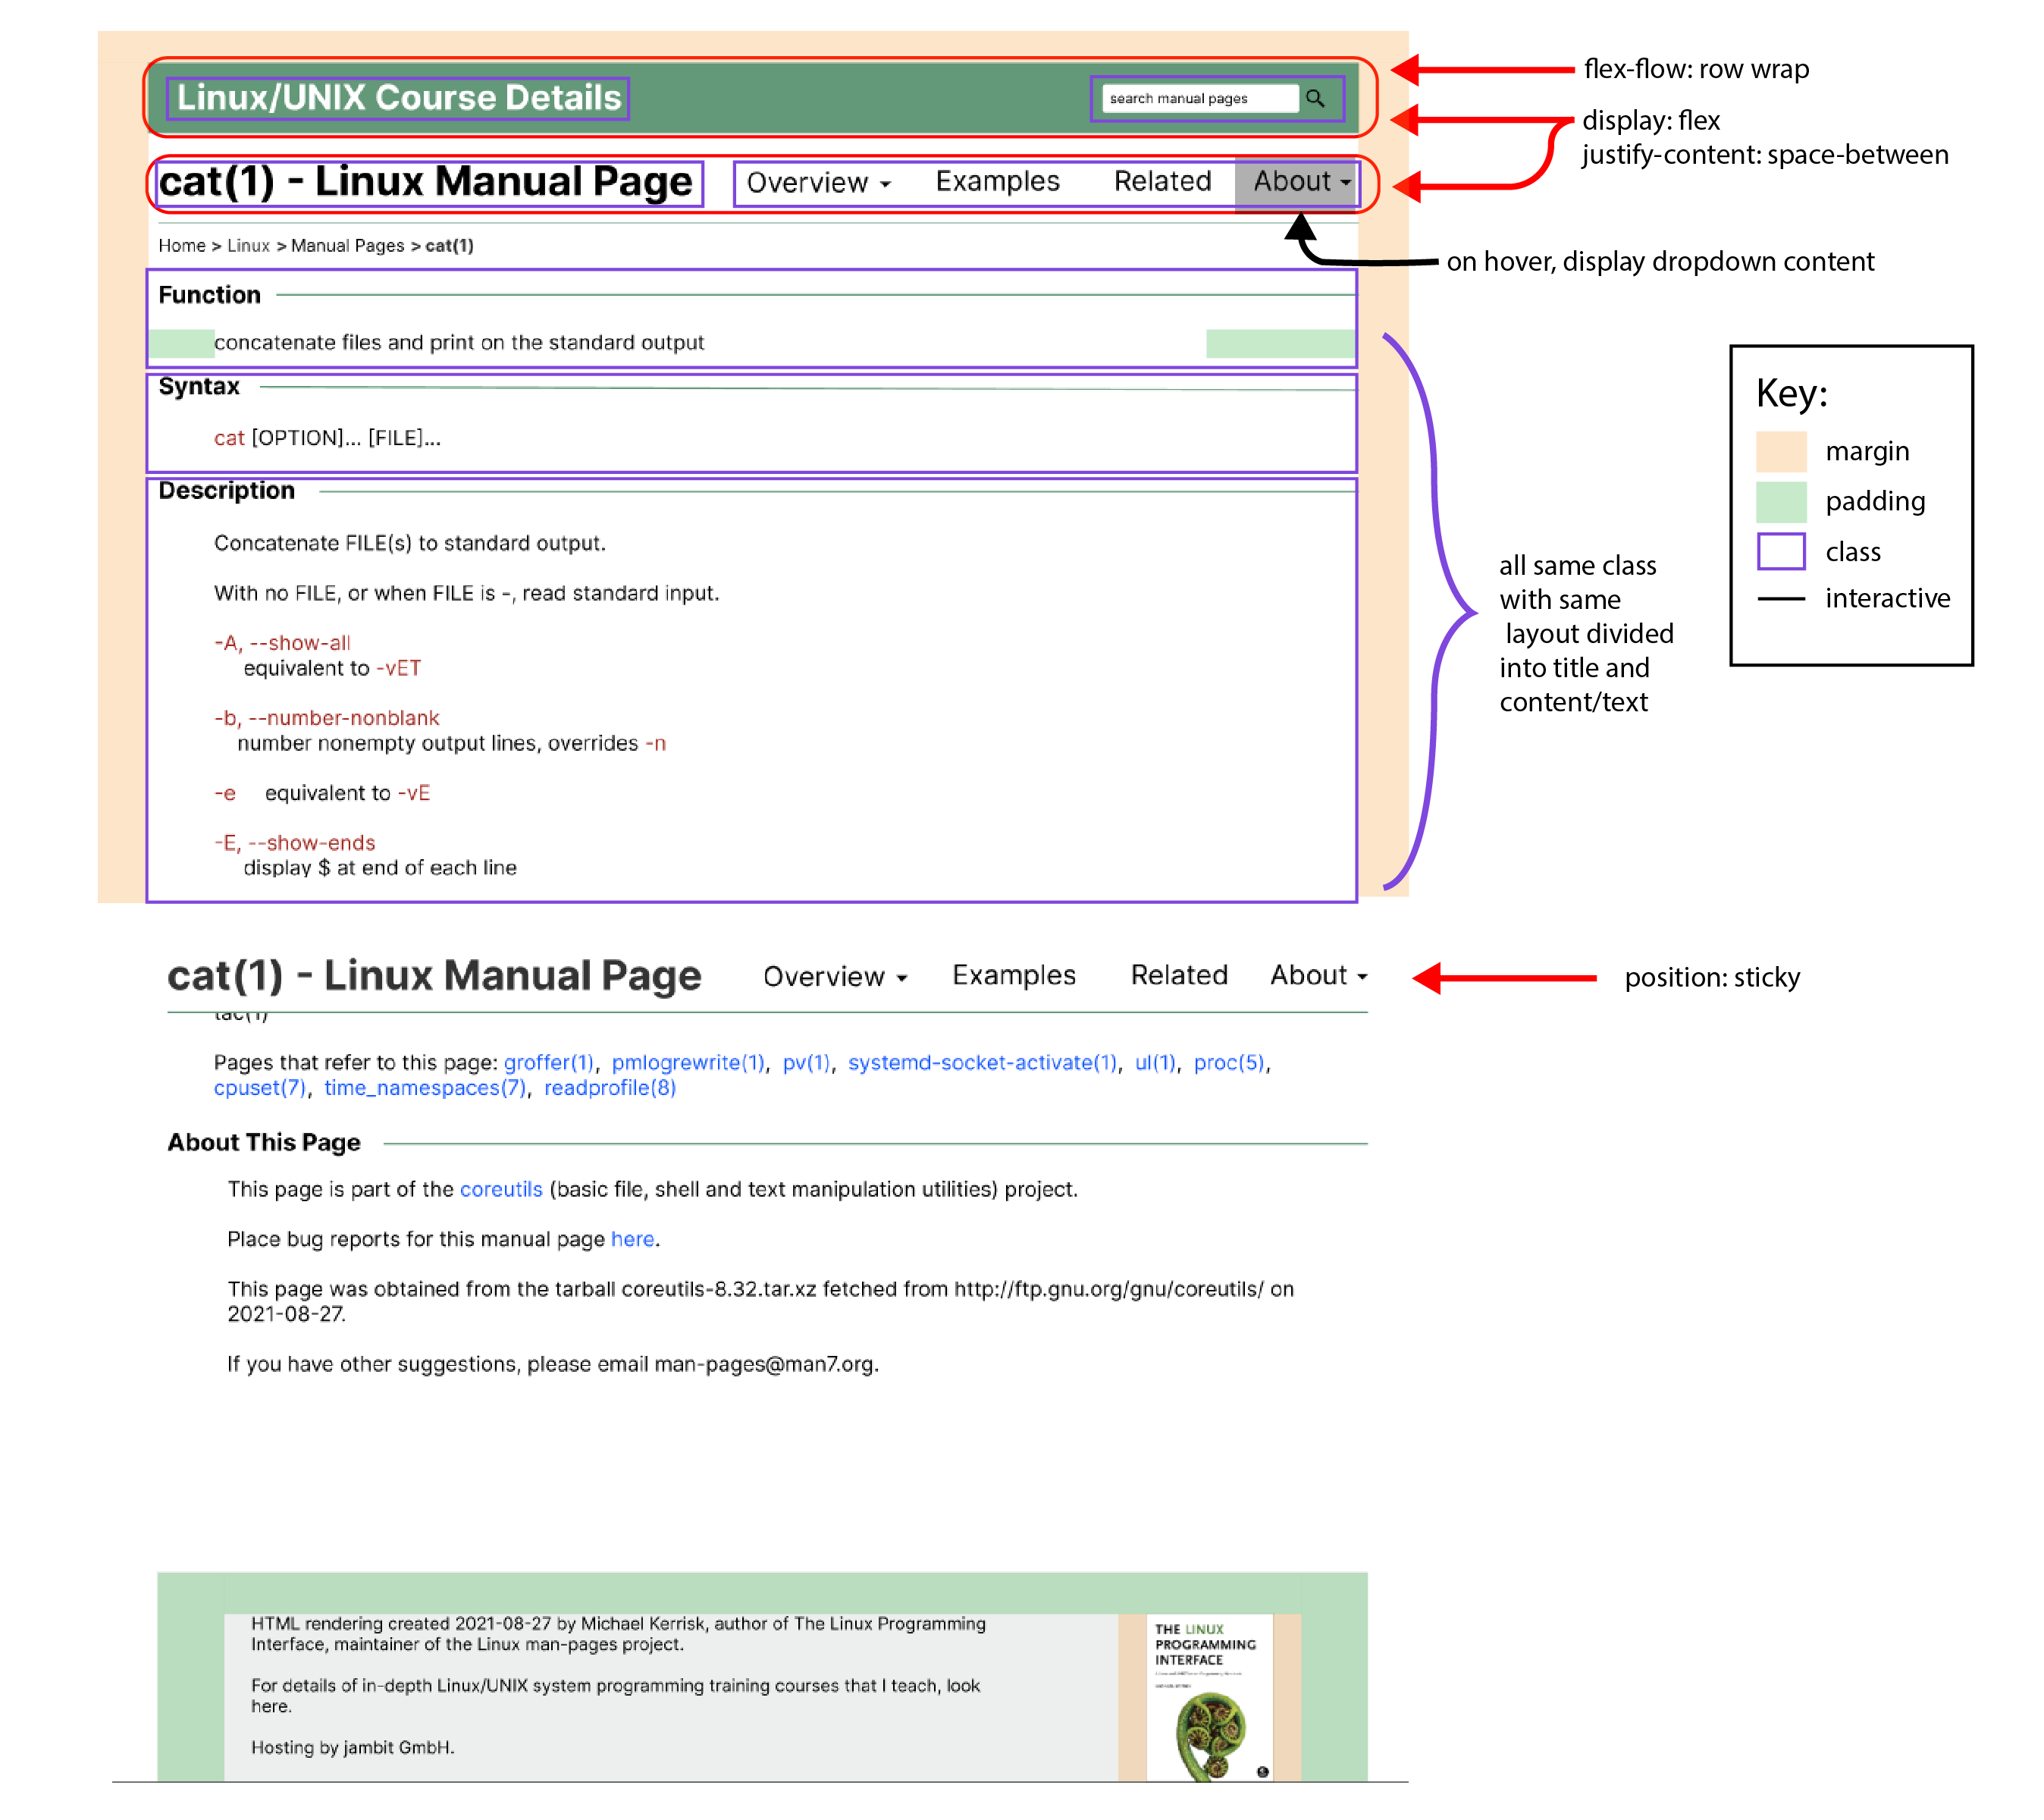 flex-flow: row wrap
Linux/UNIX Course Details
search manual pages
display: flex
justify-content: space-between
cat(1) - Linux Manual Page
Overview
Examples
Related
About
Home > Linux > Manual Pages > cat(1)
on hover, display dropdown content
Function
concatenate files and print on the standard output
Syntax
cat [OPTION]... [FILE]...
Description
Concatenate FILE(s) to standard output.
With no FILE, or when FILE is -, read standard input.
-A, --show-all
equivalent to -vET
-b, --number-nonblank
number nonempty output lines, overrides -n
-e equivalent to -vE
-E, --show-ends
display $ at end of each line
all same class
with same
layout divided
into title and
content/text
Key:
margin
padding
class
interactive
cat(1) - Linux Manual Page
Overview
Examples
Related
About
position: sticky
tac(1)
Pages that refer to this page: groffer(1), pmlogrewrite(1), pv(1), systemd-socket-activate(1), ul(1), proc(5),
cpuset(7), time_namespaces(7), readprofile(8)
About This Page
This page is part of the coreutils (basic file, shell and text manipulation utilities) project.
Place bug reports for this manual page here.
This page was obtained from the tarball coreutils-8.32.tar.xz fetched from http://ftp.gnu.org/gnu/coreutils/ on
2021-08-27.
If you have other suggestions, please email man-pages@man7.org.
HTML rendering created 2021-08-27 by Michael Kerrisk, author of The Linux Programming
Interface, maintainer of the Linux man-pages project.
For details of in-depth Linux/UNIX system programming training courses that I teach, look
here.
Hosting by jambit GmbH.
THE LINUX
PROGRAMMING
INTERFACE